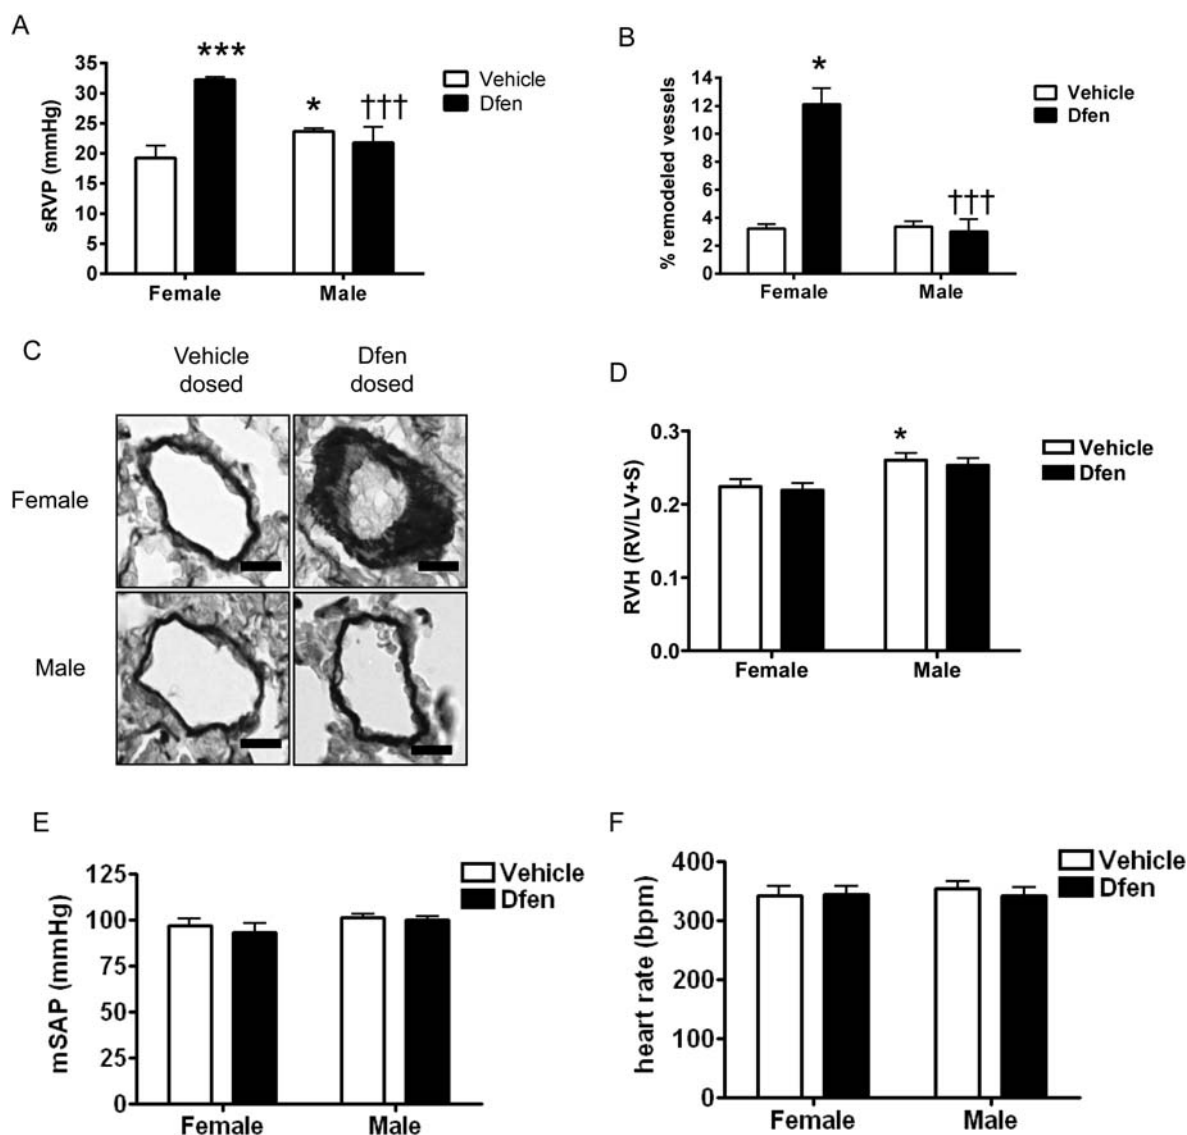 A
sRVP (mmHg)
35
30
25
20
15
10
5
0
***
*
†††
Vehicle
Dfen
Female Male
B
% remodeled vessels
14
12
10
8
6
4
2
0
*
†††
Vehicle
Dfen
Female Male
C
Vehicle dosed
Dfen dosed
Female
Male
D
RVH (RV/LV+S)
0.3
0.2
0.1
0.0
*
Vehicle
Dfen
Female Male
E
mSAP (mmHg)
125
100
75
50
25
0
Vehicle
Dfen
Female Male
F
heart rate (bpm)
400
300
200
100
0
Vehicle
Dfen
Female Male